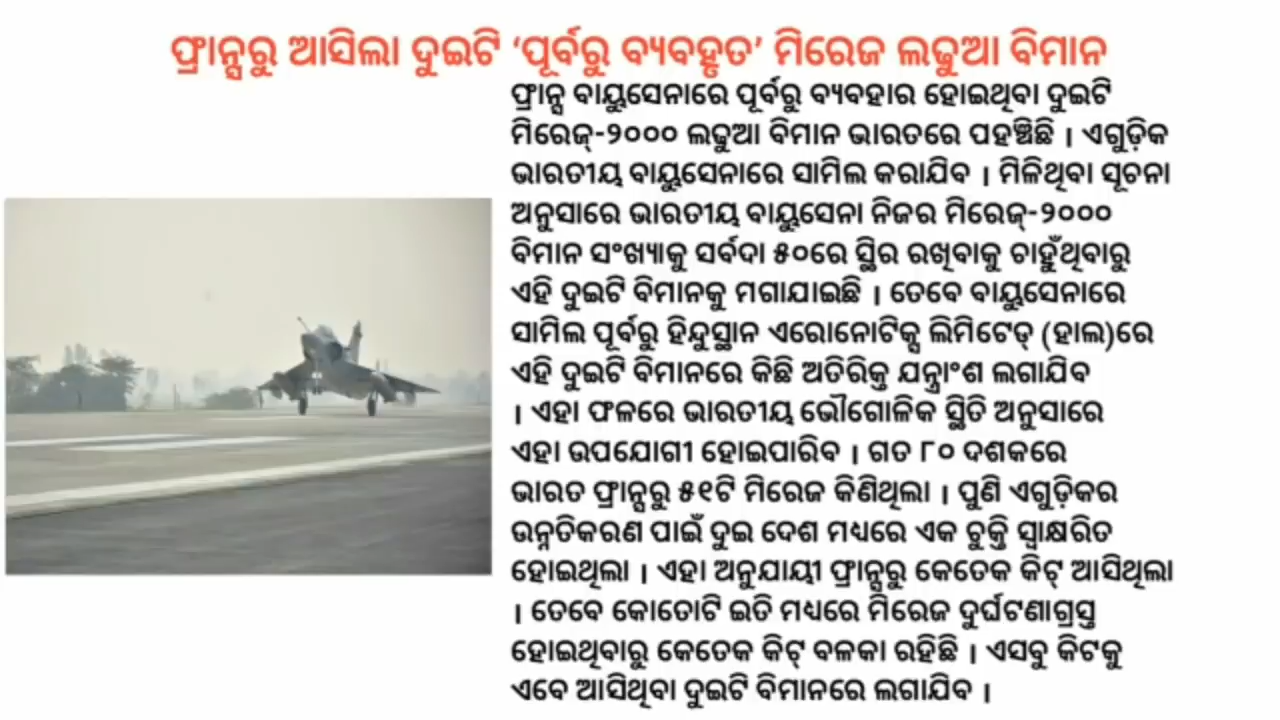 ଫ୍ରାନ୍ସରୁ ଆସିଲା ଦୁଇଟି ‘ପୂର୍ବରୁ ବ୍ୟବହୃତ’ ମିରେଜ ଲଢୁଆ ବିମାନ
ଫ୍ରାନ୍ସ ବାୟୁସେନାରେ ପୂର୍ବରୁ ବ୍ୟବହାର ହୋଇଥିବା ଦୁଇଟି
ମିରେଜ୍-୨୦୦୦ ଲଢୁଆ ବିମାନ ଭାରତରେ ପହଞ୍ଚିଛି । ଏଗୁଡ଼ିକ
ଭାରତୀୟ ବାୟୁସେନାରେ ସାମିଲ କରାଯିବ । ମିଳିଥିବା ସୂଚନା
ଅନୁସାରେ ଭାରତୀୟ ବାୟୁସେନା ନିଜର ମିରେଜ୍-୨୦୦୦
ବିମାନ ସଂଖ୍ୟାକୁ ସର୍ବଦା ୫୦ରେ ସ୍ଥିର ରଖିବାକୁ ଚାହୁଁଥିବାରୁ
ଏହି ଦୁଇଟି ବିମାନକୁ ମଗାଯାଇଛି । ତେବେ ବାୟୁସେନାରେ
ସାମିଲ ପୂର୍ବରୁ ହିନ୍ଦୁସ୍ଥାନ ଏରୋନୋଟିକ୍ସ ଲିମିଟେଡ୍ (ହାଲ)ରେ
ଏହି ଦୁଇଟି ବିମାନରେ କିଛି ଅତିରିକ୍ତ ଯନ୍ତ୍ରାଂଶ ଲଗାଯିବ
। ଏହା ଫଳରେ ଭାରତୀୟ ଭୌଗୋଳିକ ସ୍ଥିତି ଅନୁସାରେ
ଏହା ଉପଯୋଗୀ ହୋଇପାରିବ । ଗତ ୮୦ ଦଶକରେ
ଭାରତ ଫ୍ରାନ୍ସରୁ ୫୧ଟି ମିରେଜ କିଣିଥିଲା । ପୁଣି ଏଗୁଡ଼ିକର
ଉନ୍ନତିକରଣ ପାଇଁ ଦୁଇ ଦେଶ ମଧ୍ୟରେ ଏକ ଚୁକ୍ତି ସ୍ୱାକ୍ଷରିତ
ହୋଇଥିଲା । ଏହା ଅନୁଯାୟୀ ଫ୍ରାନ୍ସରୁ କେତେକ କିଟ୍ ଆସିଥିଲା
। ତେବେ କୋତୋଟି ଇତି ମଧ୍ୟରେ ମିରେଜ ଦୁର୍ଘଟଣାଗ୍ରସ୍ତ
ହୋଇଥିବାରୁ କେତେକ କିଟ୍ ବଳକା ରହିଛି । ଏସବୁ କିଟକୁ
ଏବେ ଆସିଥିବା ଦୁଇଟି ବିମାନରେ ଲଗାଯିବ ।